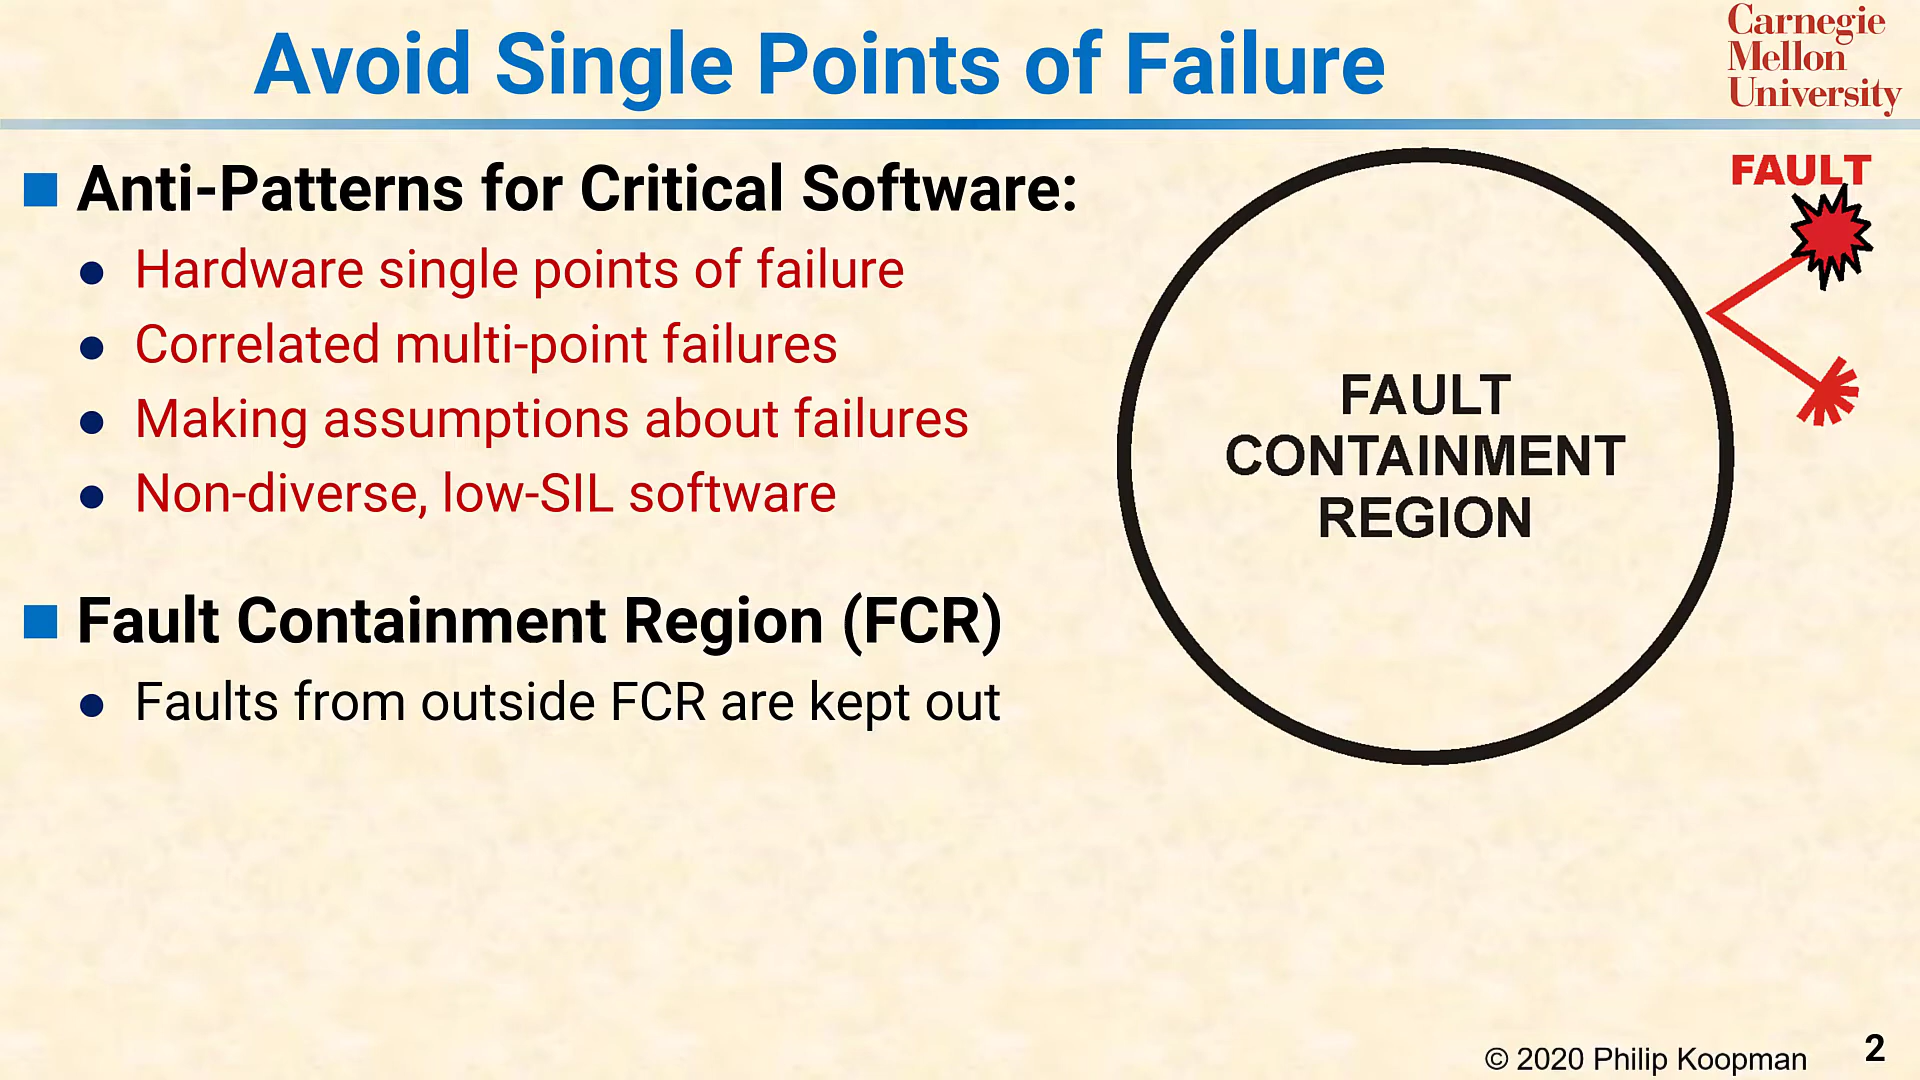 Avoid Single Points of Failure
Carnegie
Mellon
University
Anti-Patterns for Critical Software:
Hardware single points of failure
Correlated multi-point failures
Making assumptions about failures
Non-diverse, low-SIL software
Fault Containment Region (FCR)
Faults from outside FCR are kept out
FAULT
FAULT
CONTAINMENT
REGION
© 2020 Philip Koopman
2